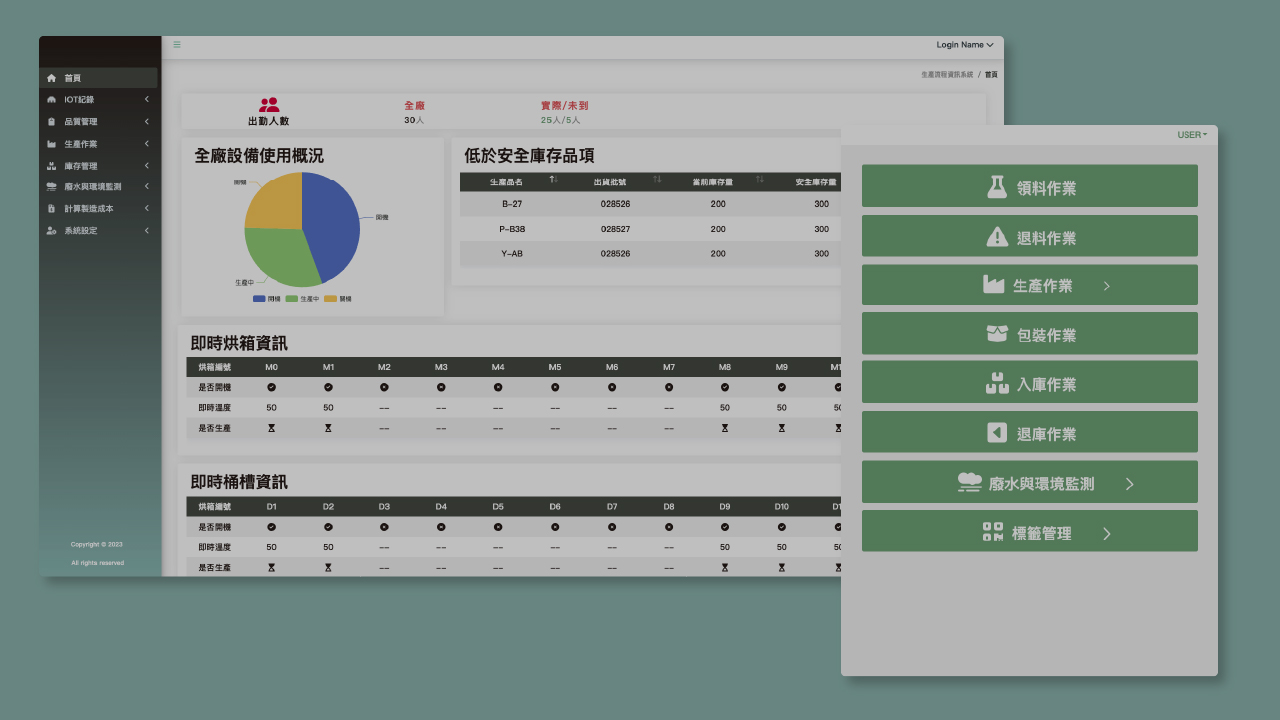 Login Name
生產流程資訊系統 / 首頁
首頁
IOT紀錄
品質管理
生產作業
庫存管理
廢水與環境監測
計算製造成本
系統設定
Copyright © 2023
All rights reserved
出勤人數
全廠
30人
實際/未到
25人/5人
全廠設備使用概況
關機
開機
生產中
開機 生產中 關機
低於安全庫存品項
生產品名 出貨批號 當前庫存量 安全庫存量
B-27 028526 200 300
P-B38 028527 200 300
Y-AB 028526 200 300
即時烘箱資訊
烘箱編號 M0 M1 M2 M3 M4 M5 M6 M7 M8 M9
是否開機
即時溫度 50 50 -- -- -- -- -- -- 50 50
是否生產 -- -- -- -- -- --
即時桶槽資訊
烘箱編號 D1 D2 D3 D4 D5 D6 D7 D8 D9 D10
是否開機
即時溫度 50 50 -- -- -- -- -- -- 50 50
是否生產 -- -- -- -- -- --
USER
領料作業
退料作業
生產作業
包裝作業
入庫作業
退庫作業
廢水與環境監測
標籤管理